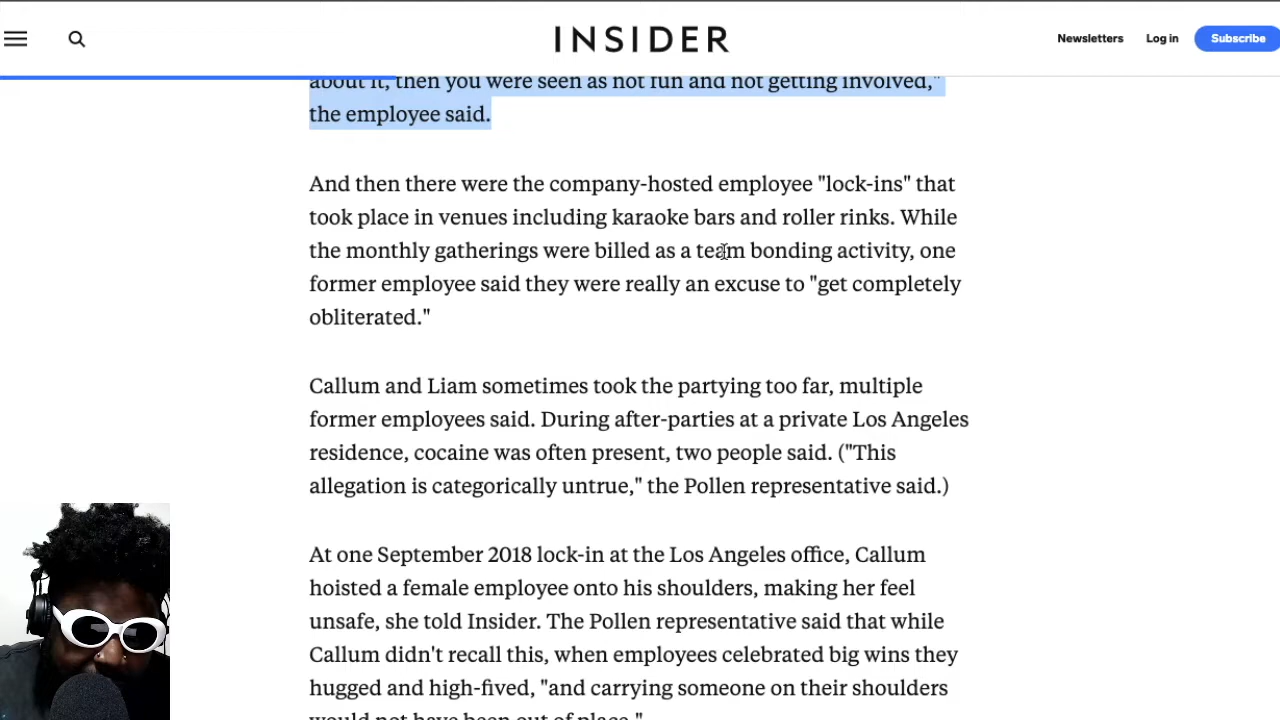 INSIDER
Newsletters
Log in
Subscribe
about it, then you were seen as not fun and not getting involved,"
the employee said.
And then there were the company-hosted employee "lock-ins" that
took place in venues including karaoke bars and roller rinks. While
the monthly gatherings were billed as a team bonding activity, one
former employee said they were really an excuse to "get completely
obliterated."
Callum and Liam sometimes took the partying too far, multiple
former employees said. During after-parties at a private Los Angeles
residence, cocaine was often present, two people said. ("This
allegation is categorically untrue," the Pollen representative said.)
At one September 2018 lock-in at the Los Angeles office, Callum
hoisted a female employee onto his shoulders, making her feel
unsafe, she told Insider. The Pollen representative said that while
Callum didn't recall this, when employees celebrated big wins they
hugged and high-fived, "and carrying someone on their shoulders
would not have been out of place."